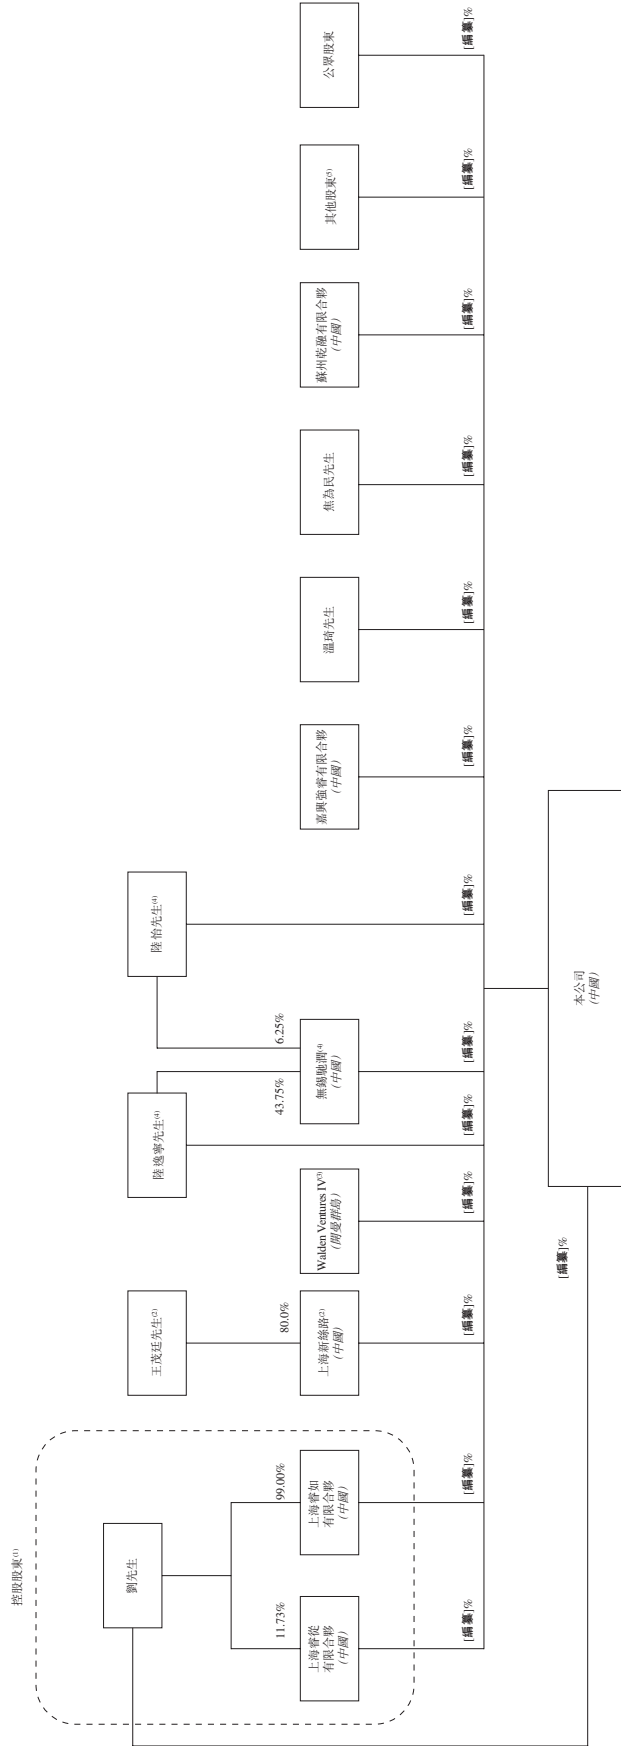 控股股東(1)
劉先生
王茂廷先生(2)
陸逸寧先生(4)
陸怡先生(4)
11.73%
99.00%
80.0%
43.75%
6.25%
上海睿從
有限合夥
(中國)
上海睿如
有限合夥
(中國)
上海新絲路(2)
(中國)
Walden Ventures IV(3)
(開曼群島)
無錫馳潤(4)
(中國)
嘉興強睿有限合夥
(中國)
溫琦先生
焦為民先生
蘇州乾融有限合夥
(中國)
其他股東(5)
公眾股東
[編纂]%
[編纂]%
[編纂]%
[編纂]%
[編纂]%
[編纂]%
[編纂]%
[編纂]%
[編纂]%
[編纂]%
[編纂]%
[編纂]%
[編纂]%
[編纂]%
本公司
(中國)